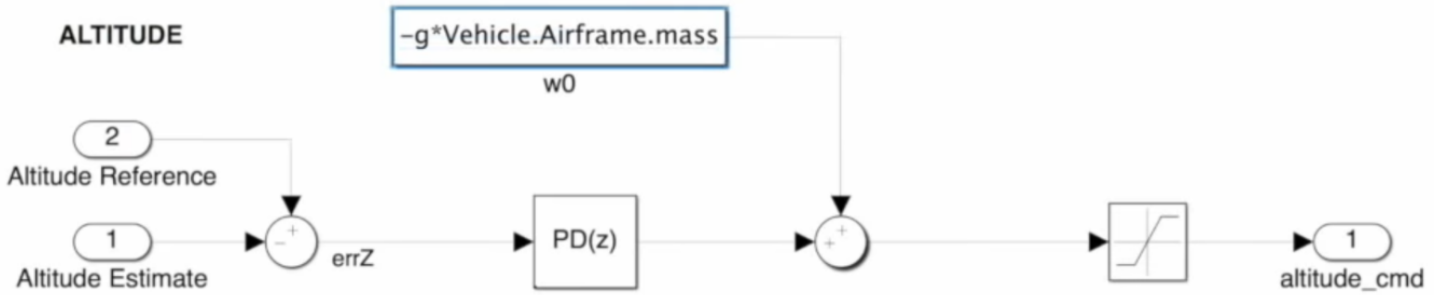 ALTITUDE
-g*Vehicle.Airframe.mass
w0
2
Altitude Reference
+
-
1
Altitude Estimate
errZ
PD(z)
+
+
1
altitude_cmd